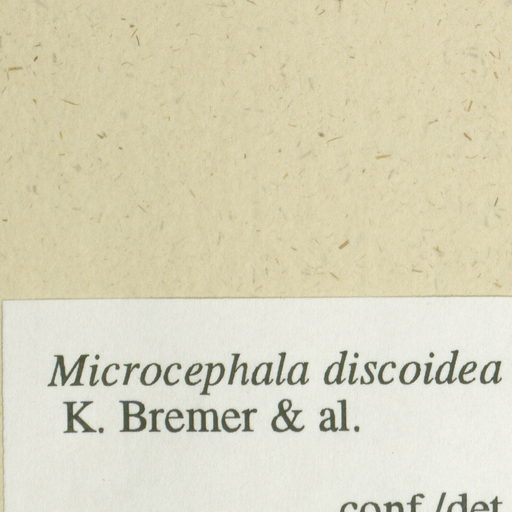 Microcephala discoidea
K. Bremer & al.
conf./det